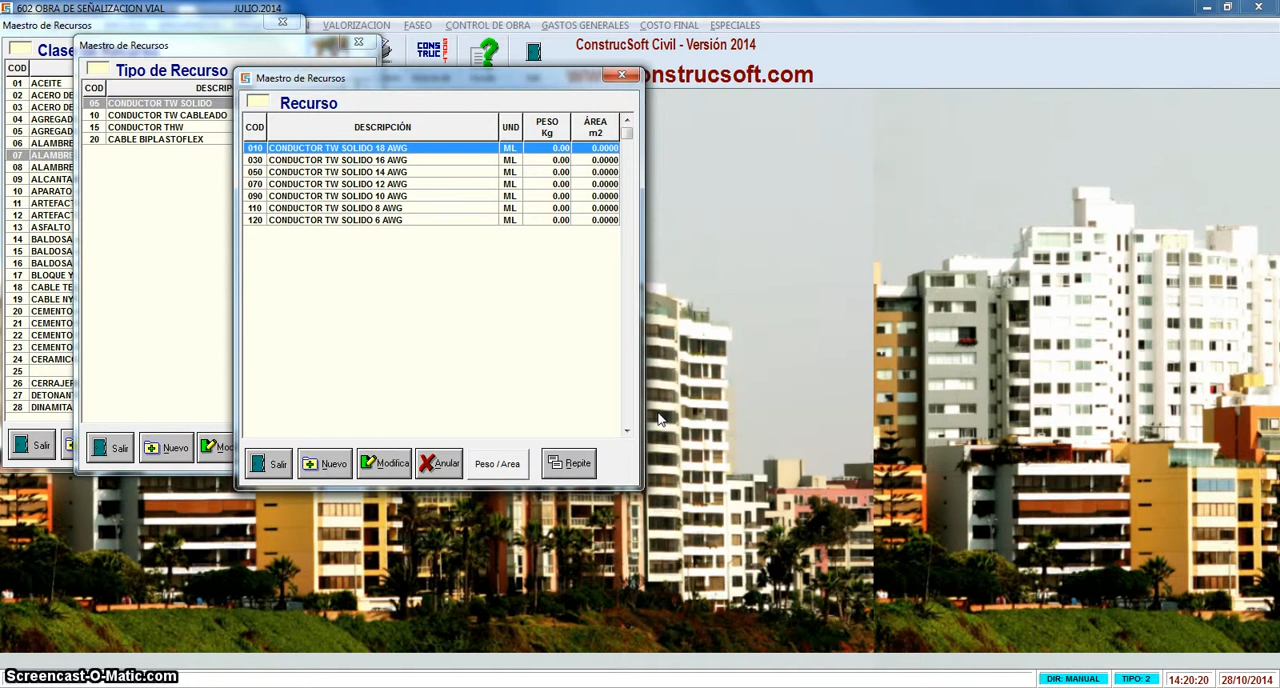 602 OBRA DE SEÑALIZACION VIAL JULIO.2014
VALORIZACION FASEO CONTROL DE OBRA GASTOS GENERALES COSTO FINAL ESPECIALES
ConstrucSoft Civil - Versión 2014
onstrucsoft.com
CONS
TRUC
Maestro de Recursos
Clase
COD
01 ACEITE
02 ACERO DE
03 ACERO DE
04 AGREGAD
05 AGREGAD
06 ALAMBRE
07 ALAMBRE
08 ALAMBRE
09 ALCANTA
10 APARATO
11 ARTEFACT
12 ARTEFACT
13 ASFALTO
14 BALDOSA
15 BALDOSA
16 BALDOSA
17 BLOQUE Y
18 CABLE TE
19 CABLE NY
20 CEMENTO
21 CEMENTO
22 CEMENTO
23 CEMENTO
24 CERAMICO
25
26 CERRAJER
27 DETONANT
28 DINAMITA
Salir
Maestro de Recursos
Tipo de Recurso
COD DESCRIP
05 CONDUCTOR TW SOLIDO
10 CONDUCTOR TW CABLEADO
15 CONDUCTOR THW
20 CABLE BIPLASTOFLEX
Salir Nuevo Mod
Maestro de Recursos
Recurso
COD DESCRIPCIÓN UND PESO Kg ÁREA m2
010 CONDUCTOR TW SOLIDO 18 AWG ML 0.00 0.0000
030 CONDUCTOR TW SOLIDO 16 AWG ML 0.00 0.0000
050 CONDUCTOR TW SOLIDO 14 AWG ML 0.00 0.0000
070 CONDUCTOR TW SOLIDO 12 AWG ML 0.00 0.0000
090 CONDUCTOR TW SOLIDO 10 AWG ML 0.00 0.0000
110 CONDUCTOR TW SOLIDO 8 AWG ML 0.00 0.0000
120 CONDUCTOR TW SOLIDO 6 AWG ML 0.00 0.0000
Salir Nuevo Modifica Anular Peso / Area Repite
Screencast-O-Matic.com
DIR: MANUAL TIPO: 2 14:20:20 28/10/2014